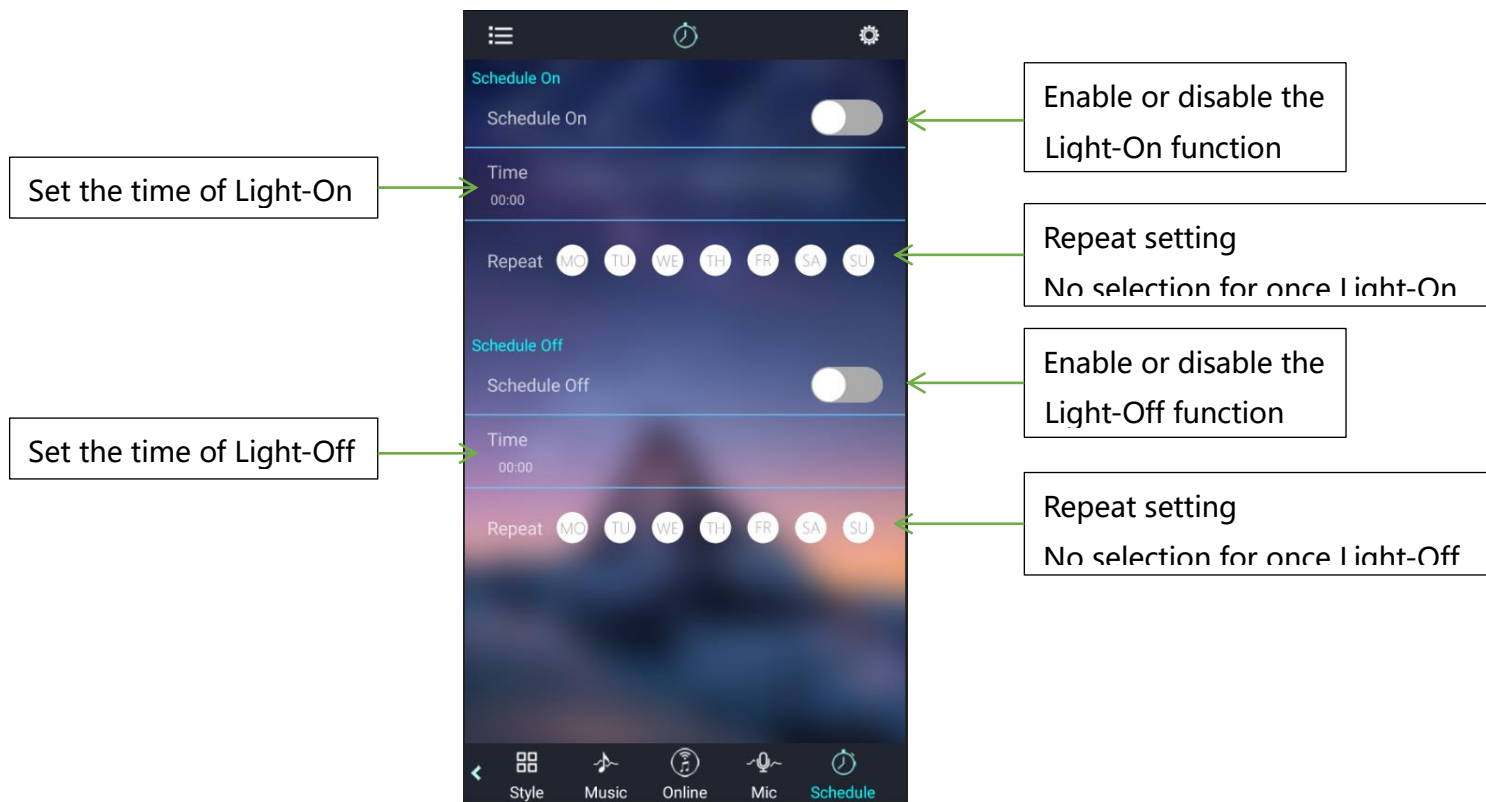 Schedule On
Schedule On
Enable or disable the
Light-On function
Set the time of Light-On
Time
00:00
Repeat MO TU WE TH FR SA SU
Repeat setting
No selection for once Light-On
Schedule Off
Schedule Off
Enable or disable the
Light-Off function
Set the time of Light-Off
Time
00:00
Repeat MO TU WE TH FR SA SU
Repeat setting
No selection for once Light-Off
Style Music Online Mic Schedule